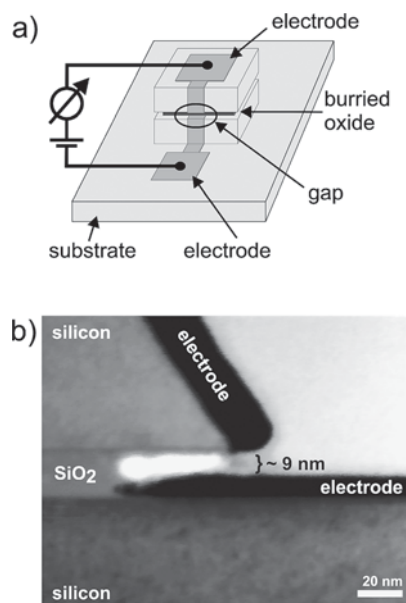 a)
electrode
burried
oxide
gap
electrode
substrate
b)
silicon
electrode
SiO₂
} ~ 9 nm
electrode
silicon
20 nm